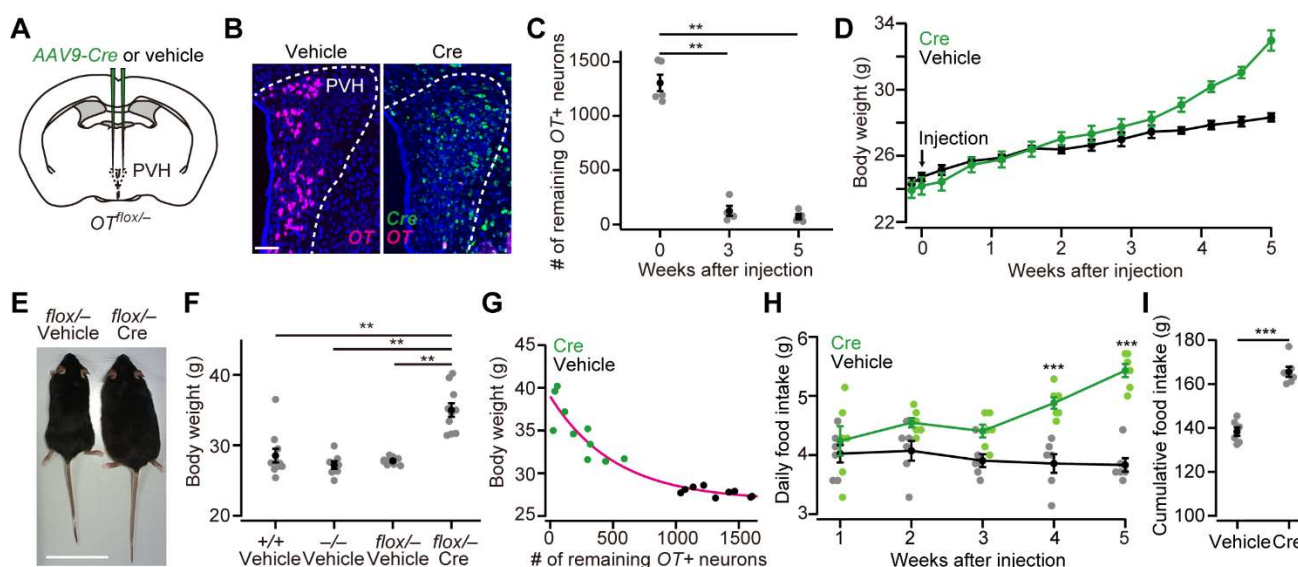 A
AAV9-Cre or vehicle
PVH
OT^flox/–
B
Vehicle
Cre
PVH
OT
Cre
OT
C
# of remaining OT+ neurons
**
**
1500
1000
500
0
0 3 5
Weeks after injection
D
Body weight (g)
Cre
Vehicle
Injection
34
30
26
22
0 1 2 3 4 5
Weeks after injection
E
flox/– flox/–
Vehicle Cre
F
Body weight (g)
**
**
**
40
30
20
+/+ –/– flox/– flox/–
Vehicle Vehicle Vehicle Cre
G
Body weight (g)
Cre
Vehicle
45
40
35
30
25
0 500 1000 1500
# of remaining OT+ neurons
H
Daily food intake (g)
Cre
Vehicle
***
***
6
5
4
3
1 2 3 4 5
Weeks after injection
I
Cumulative food intake (g)
***
180
160
140
120
100
Vehicle Cre